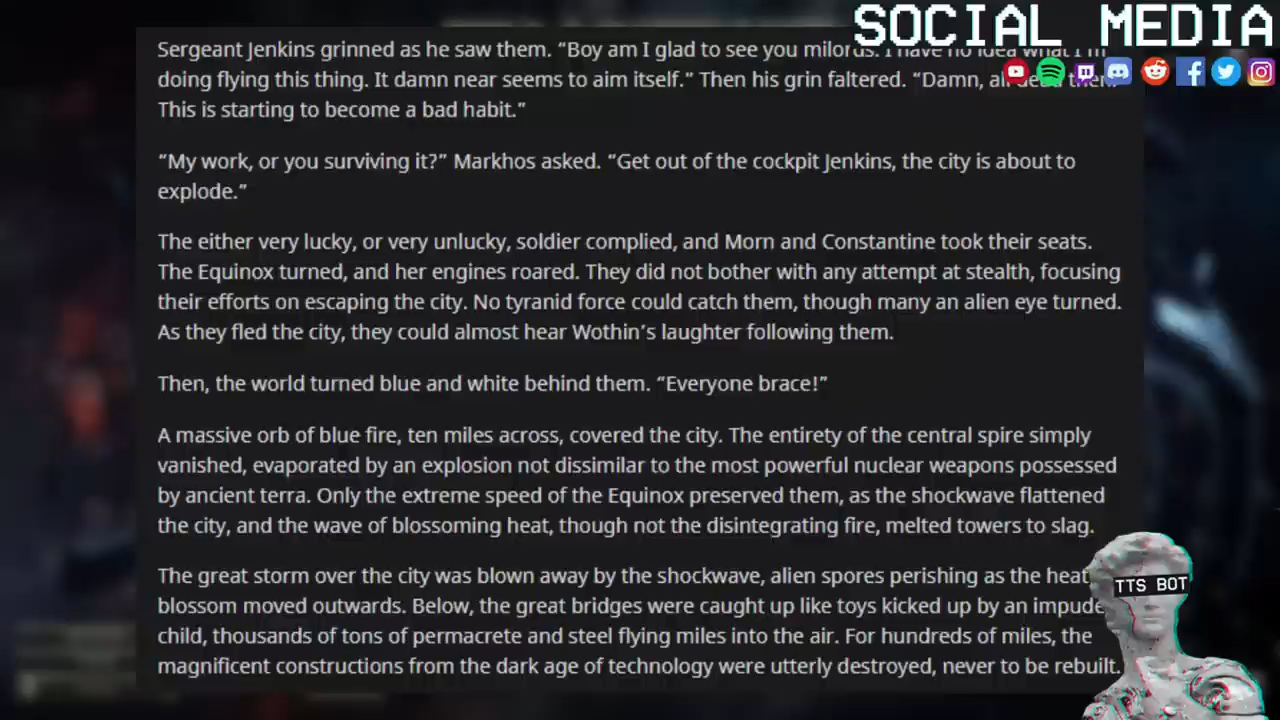 SOCIAL MEDIA
Sergeant Jenkins grinned as he saw them. “Boy am I glad to see you milords. I have no idea what I'm
doing flying this thing. It damn near seems to aim itself.” Then his grin faltered. “Damn, all dead then.
This is starting to become a bad habit.”
“My work, or you surviving it?” Markhos asked. “Get out of the cockpit Jenkins, the city is about to
explode.”
The either very lucky, or very unlucky, soldier complied, and Morn and Constantine took their seats.
The Equinox turned, and her engines roared. They did not bother with any attempt at stealth, focusing
their efforts on escaping the city. No tyranid force could catch them, though many an alien eye turned.
As they fled the city, they could almost hear Wothin’s laughter following them.
Then, the world turned blue and white behind them. “Everyone brace!”
A massive orb of blue fire, ten miles across, covered the city. The entirety of the central spire simply
vanished, evaporated by an explosion not dissimilar to the most powerful nuclear weapons possessed
by ancient terra. Only the extreme speed of the Equinox preserved them, as the shockwave flattened
the city, and the wave of blossoming heat, though not the disintegrating fire, melted towers to slag.
The great storm over the city was blown away by the shockwave, alien spores perishing as the heat
blossom moved outwards. Below, the great bridges were caught up like toys kicked up by an
child, thousands of tons of permacrete and steel flying miles into the air. For hundreds of miles, the
magnificent constructions from the dark age of technology were utterly destroyed, never to be rebuilt.
TTS BOT